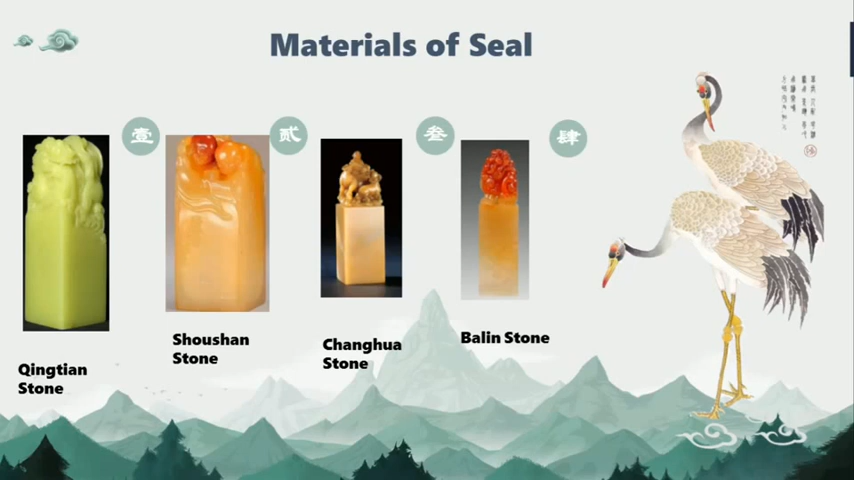 Materials of Seal
壹
贰
叁
肆
Qingtian
Stone
Shoushan
Stone
Changhua
Stone
Balin Stone